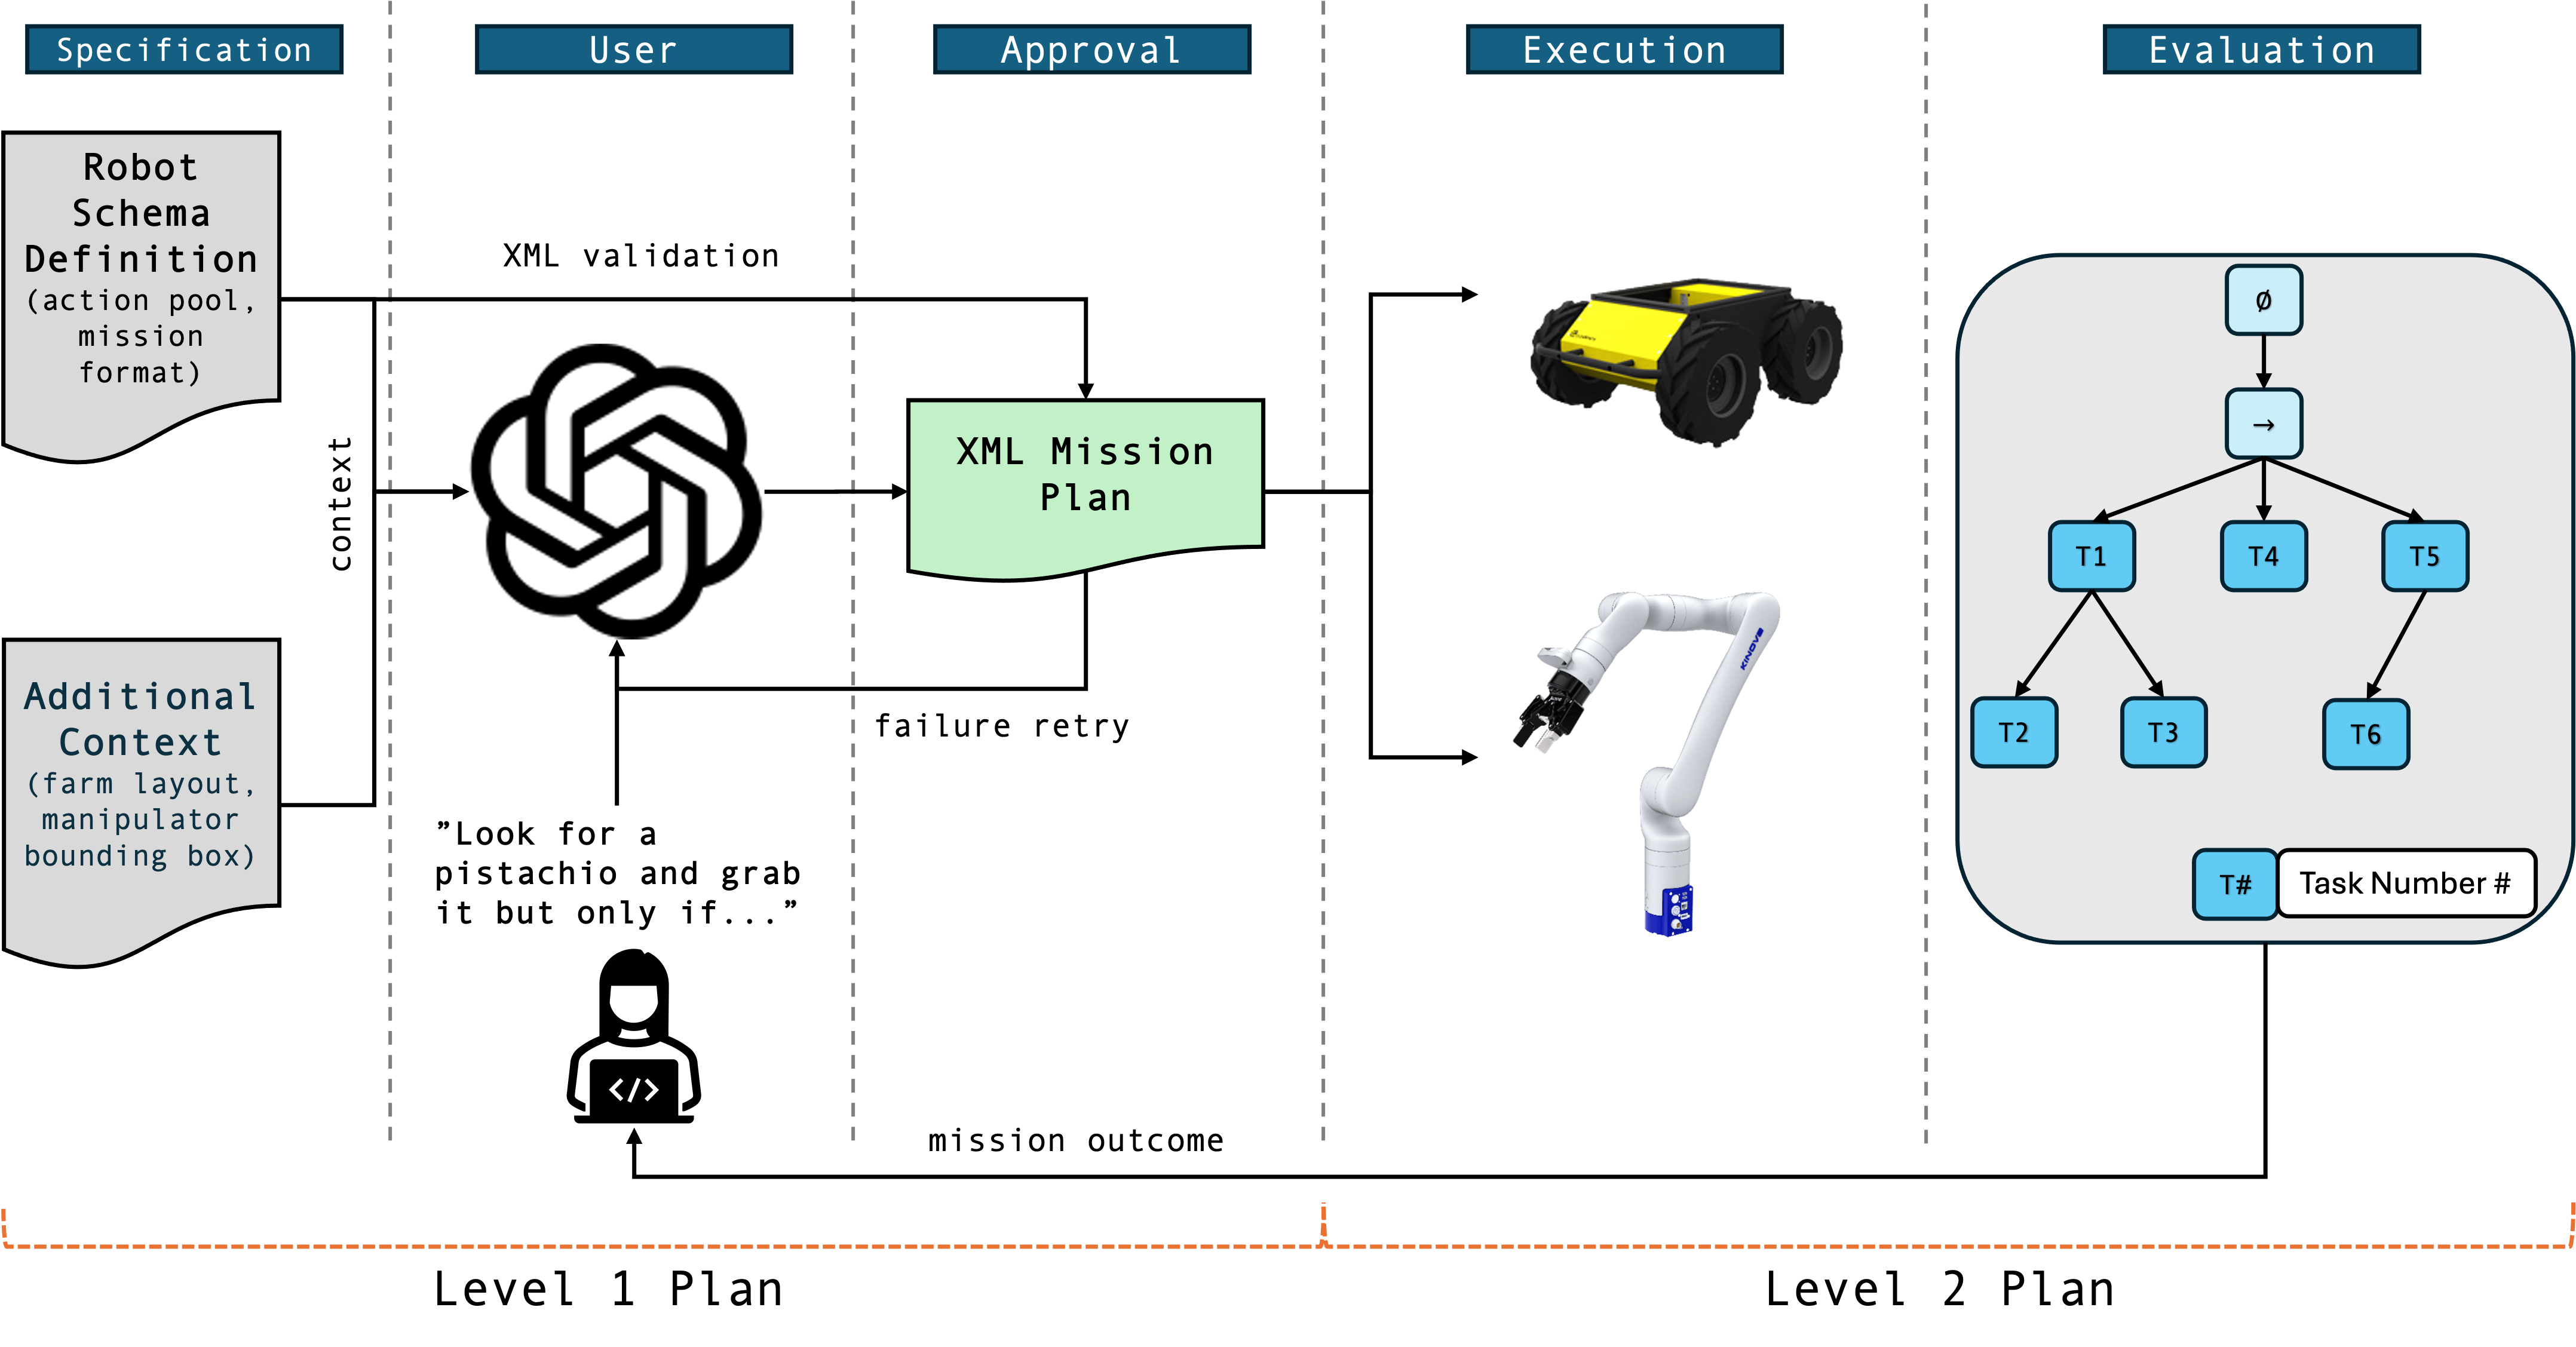 Specification
User
Approval
Execution
Evaluation
Robot
Schema
Definition
(action pool,
mission
format)
Additional
Context
(farm layout,
manipulator
bounding box)
context
XML validation
XML Mission
Plan
failure retry
”Look for a
pistachio and grab
it but only if...”
</>
mission outcome
KINOVA
Ø
→
T1
T4
T5
T2
T3
T6
T#
Task Number #
Level 1 Plan
Level 2 Plan